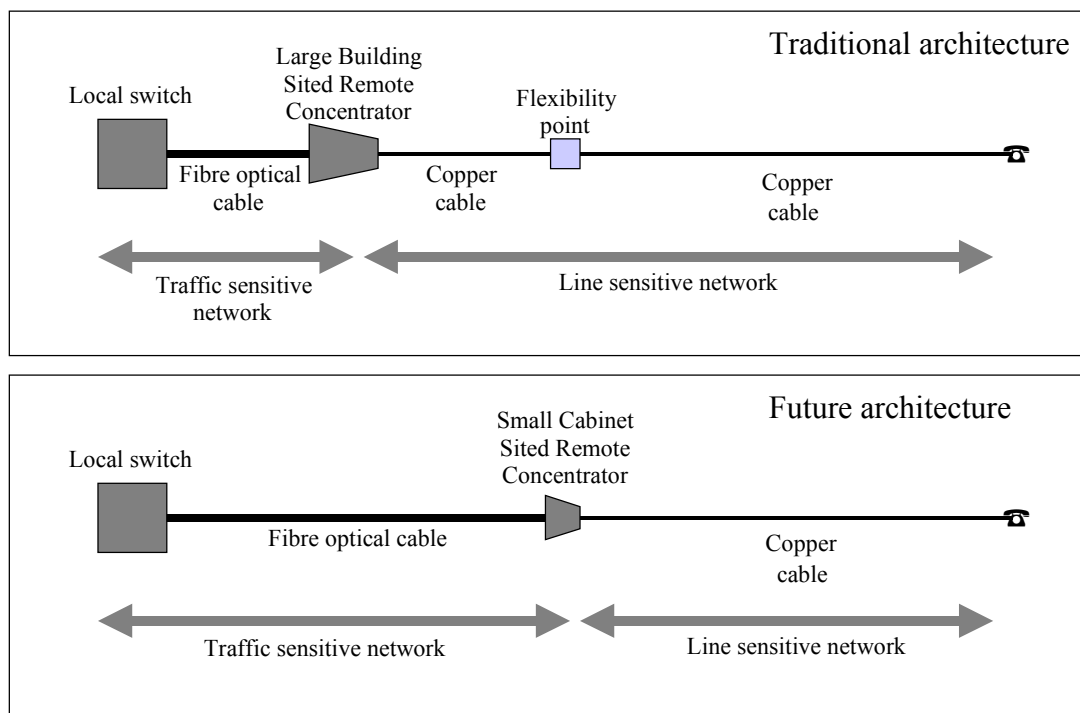 Traditional architecture
Large Building
Sited Remote
Concentrator
Local switch
Flexibility
point
Fibre optical
cable
Copper
cable
Copper
cable
Traffic sensitive
network
Line sensitive network
Future architecture
Small Cabinet
Sited Remote
Concentrator
Local switch
Fibre optical cable
Copper
cable
Traffic sensitive network
Line sensitive network